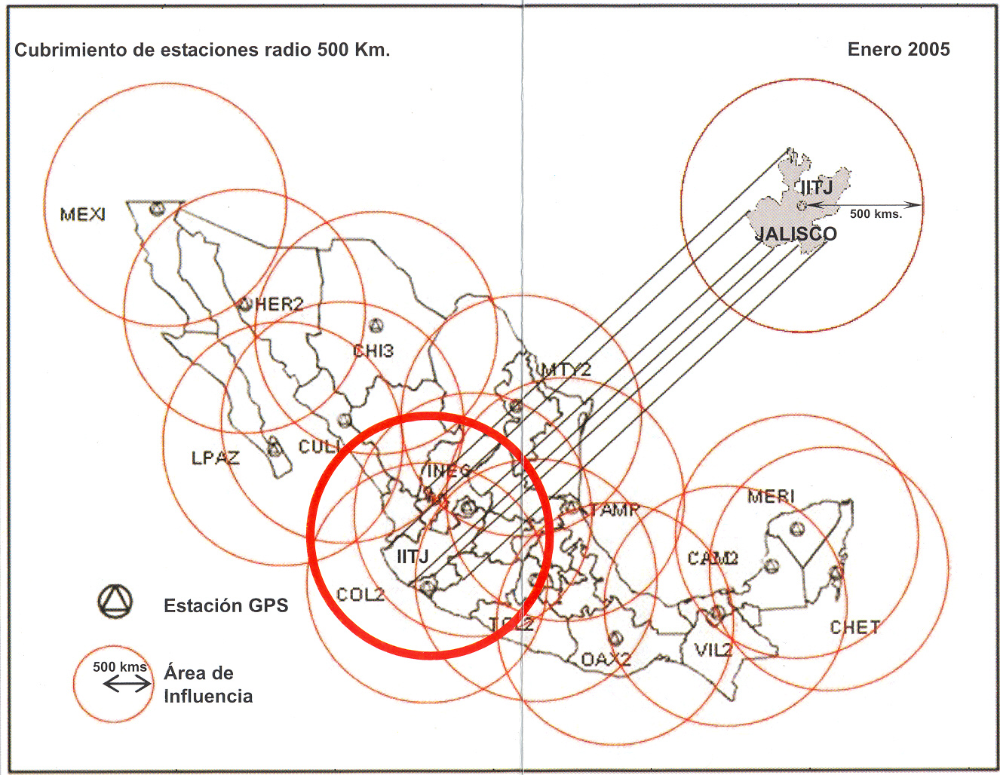 Cubrimiento de estaciones radio 500 Km.
Enero 2005
IITJ
500 kms.
JALISCO
MEXI
HER2
CHI3
MTY2
LPAZ
CULI
INEG
TAMP
MERI
IITJ
CAM2
COL2
TOL2
CHET
VIL2
OAX2
Estación GPS
500 kms
Área de
Influencia